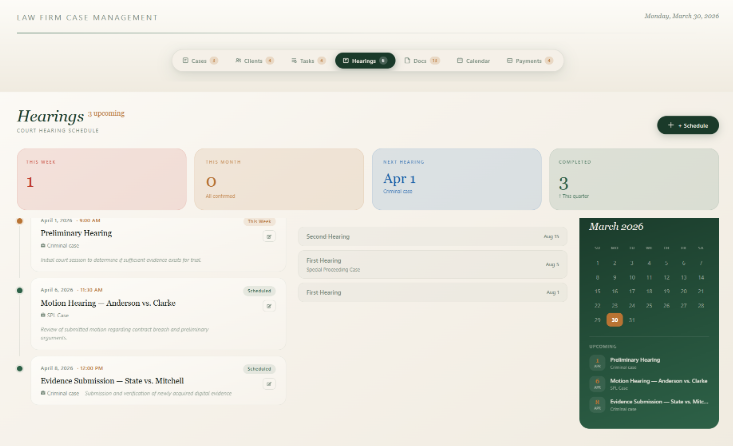 LAW FIRM CASE MANAGEMENT
Monday, March 30, 2026
Cases
Clients
Tasks
Hearings 6
Docs 12
Calendar
Payments
Hearings 3 upcoming
COURT HEARING SCHEDULE
+ + Schedule
THIS WEEK
1
THIS MONTH
0
All confirmed
NEXT HEARING
Apr 1
Criminal case
COMPLETED
3
↑ This quarter
April 1, 2026 · 9:00 AM
THIS WEEK
Preliminary Hearing
Criminal case
Initial court session to determine if sufficient evidence exists for trial.
April 6, 2026 · 11:30 AM
Scheduled
Motion Hearing — Anderson vs. Clarke
SPL Case
Review of submitted motion regarding contract breach and preliminary
arguments.
April 6, 2026 · 12:00 PM
Scheduled
Evidence Submission — State vs. Mitchell
Criminal case Submission and verification of newly acquired digital evidence
Second Hearing
Aug 15
First Hearing
Special Proceeding Case
Aug 5
First Hearing
Aug 1
March 2026
SU MO TU WE TH FR SA
1 2 3 4 5 6 7
8 9 10 11 12 13 14
15 16 17 18 19 20 21
22 23 24 25 26 27 28
29 30 31
UPCOMING
1
APR
Preliminary Hearing
Criminal case
6
APR
Motion Hearing — Anderson vs. Clarke
SPL Case
6
APR
Evidence Submission — State vs. Mitc...
Criminal case